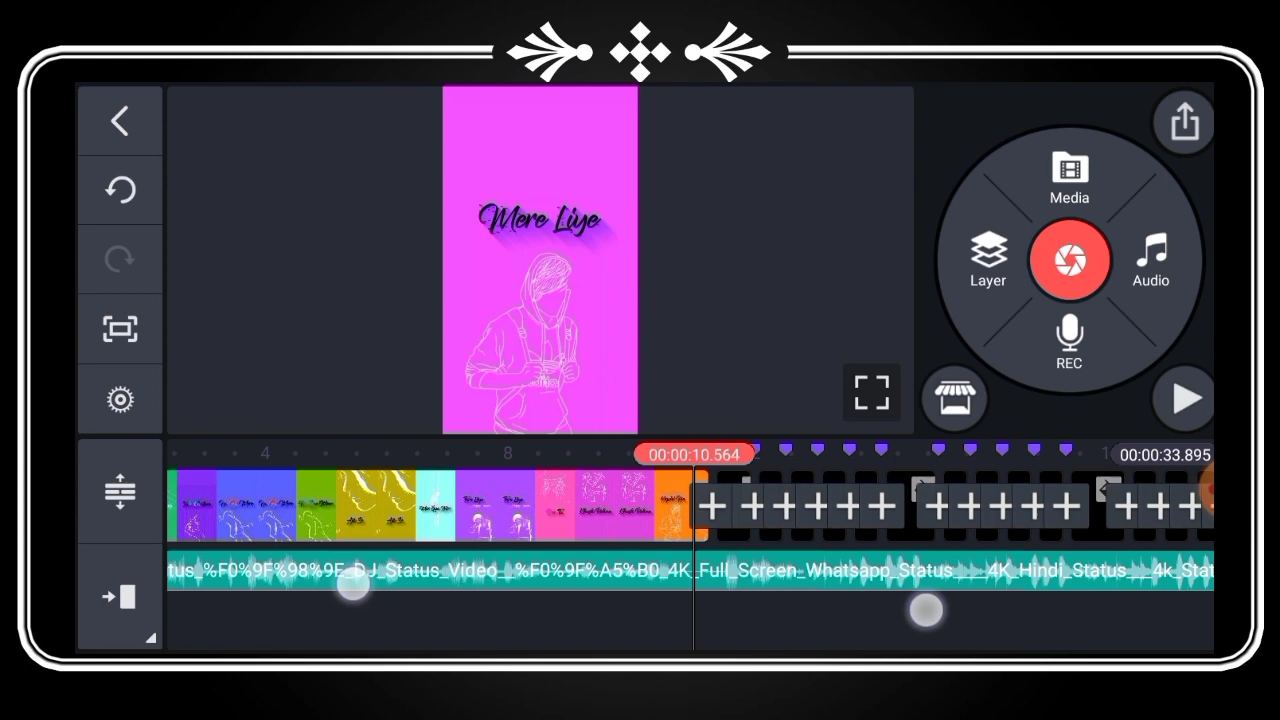 Media
Layer
Audio
REC
Mere Liye
4
8
00:00:10.564
00:00:33.895
tus_%F0%9F%98%9E_DJ_Status_Video__%F0%9F%A5%B0_4K_Full_Screen_Whatsapp_Status___4K_Hindi_Status___4k_Stat